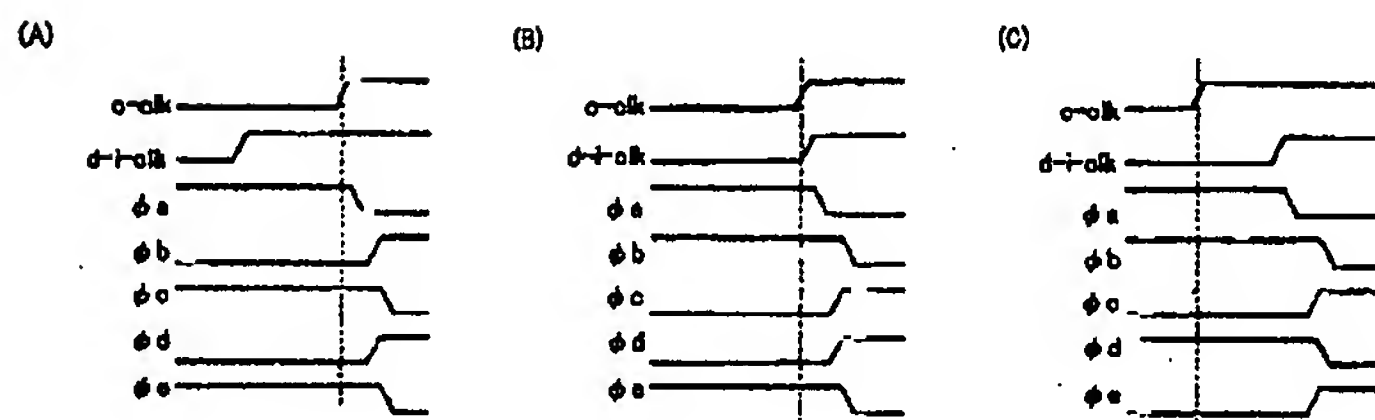 (A)
c-clk
d-i-clk
φa
φb
φc
φd
φe
(B)
c-clk
d-i-clk
φa
φb
φc
φd
φe
(C)
c-clk
d-i-clk
φa
φb
φc
φd
φe